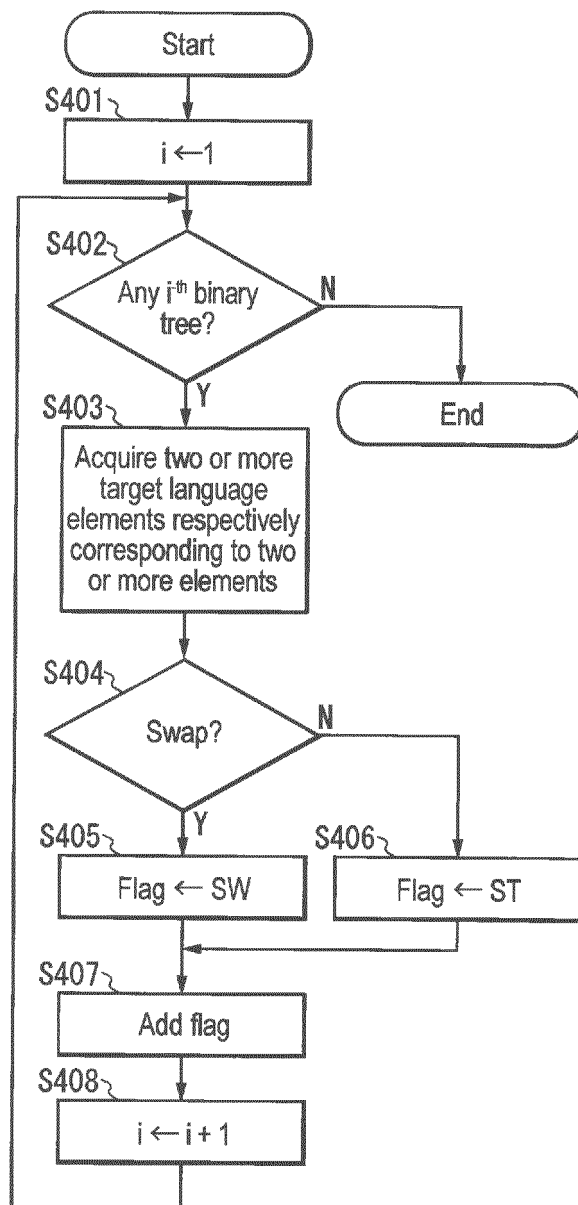 Start
S401
i ←1
S402
Any i-th binary
tree?
N
Y
End
S403
Acquire two or more
target language
elements respectively
corresponding to two
or more elements
S404
Swap?
N
Y
S405
Flag ← SW
S406
Flag ← ST
S407
Add flag
S408
i ← i + 1